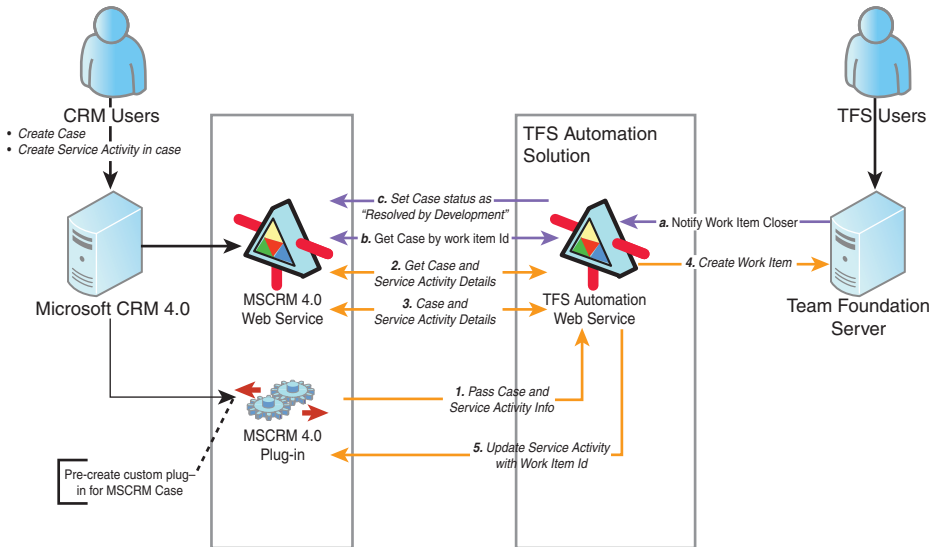 CRM Users
• Create Case
• Create Service Activity in case
TFS Users
TFS Automation
Solution
c. Set Case status as
“Resolved by Development”
b. Get Case by work item Id
a. Notify Work Item Closer
2. Get Case and
Service Activity Details
4. Create Work Item
3. Case and
Service Activity Details
Microsoft CRM 4.0
MSCRM 4.0
Web Service
TFS Automation
Web Service
Team Foundation
Server
1. Pass Case and
Service Activity Info
MSCRM 4.0
Plug-in
5. Update Service Activity
with Work Item Id
Pre-create custom plug–
in for MSCRM Case